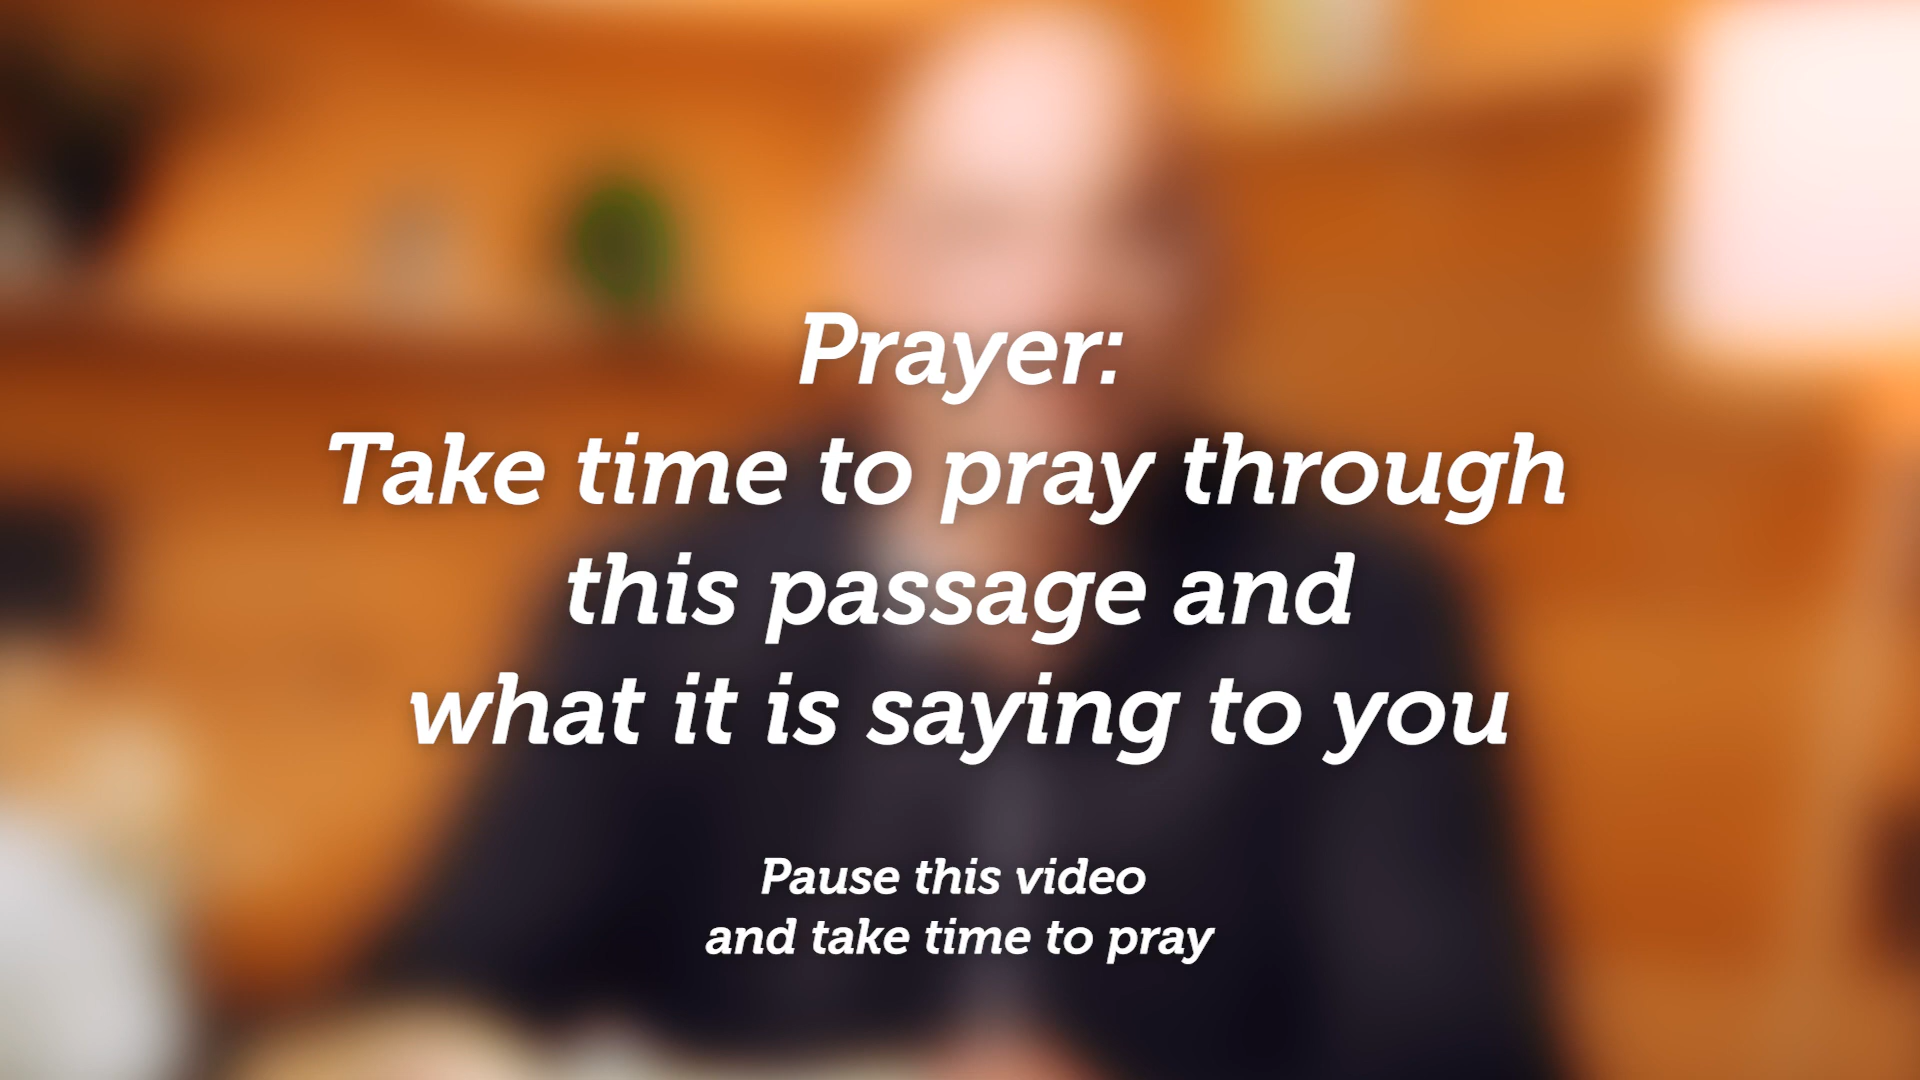 Prayer:
Take time to pray through
this passage and
what it is saying to you
Pause this video
and take time to pray